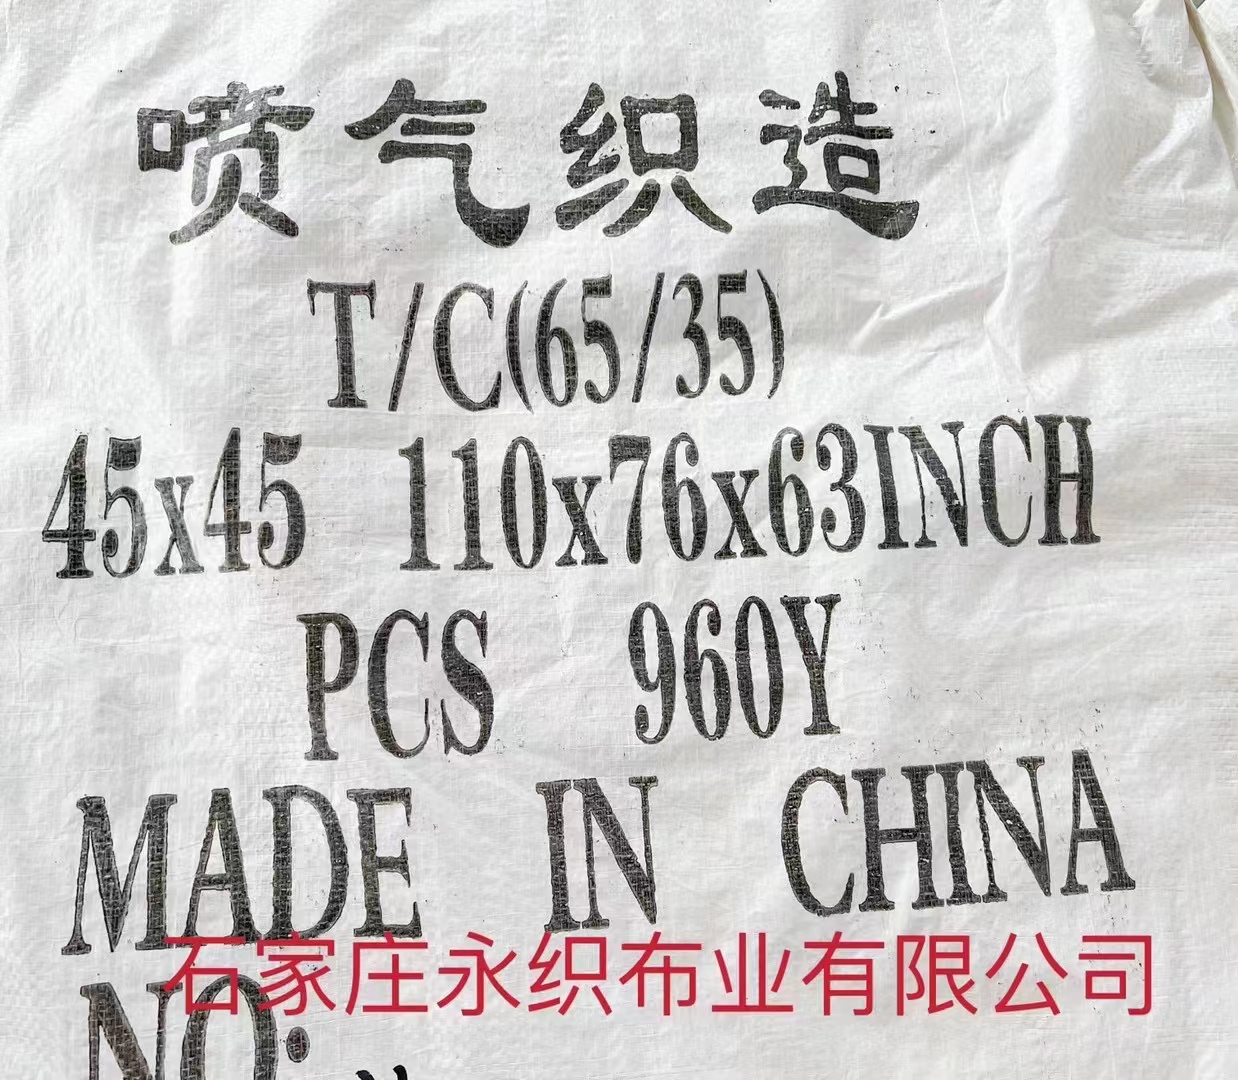 喷气织造
T/C(65/35)
45x45 110x76x63INCH
PCS 960Y
MADE IN CHINA
石家庄永织布业有限公司
NO: